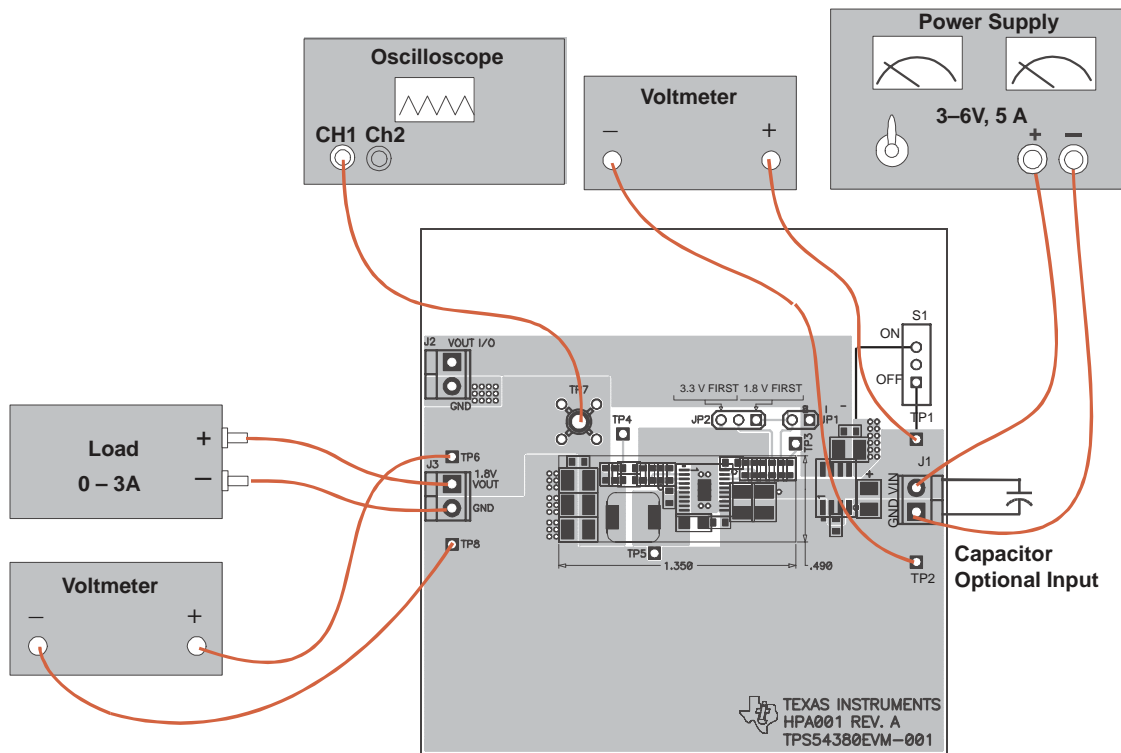 Power Supply
3–6V, 5 A
+
–
Oscilloscope
CH1 Ch2
Voltmeter
–
+
S1
ON
OFF
J2
VOUT I/O
GND
TP7
3.3 V FIRST
1.8 V FIRST
JP2
JP1
TP4
TP3
TP1
J1
VIN
GND
+
Load
0 – 3A
+
–
TP6
J3
1.8V
VOUT
GND
TP8
TP5
1.350
.490
TP2
Capacitor
Optional Input
Voltmeter
–
+
TEXAS INSTRUMENTS
HPA001 REV. A
TPS54380EVM–001